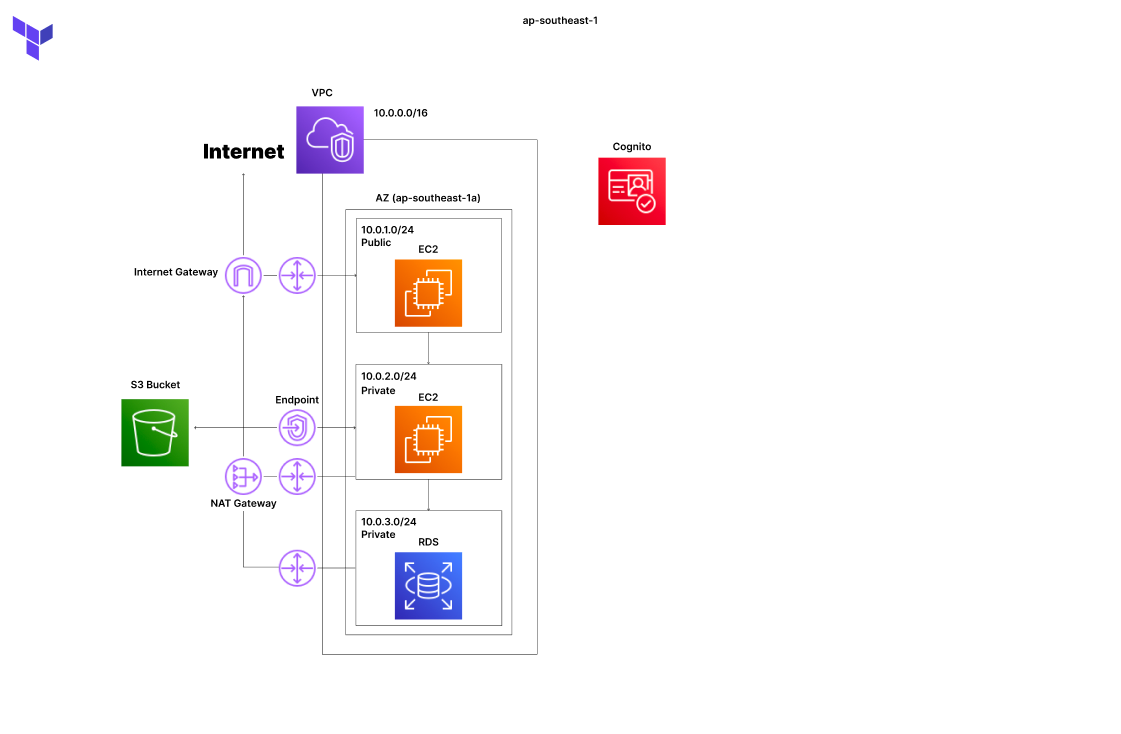 ap-southeast-1
VPC
10.0.0.0/16
Internet
Cognito
AZ (ap-southeast-1a)
10.0.1.0/24
Public
EC2
Internet Gateway
10.0.2.0/24
Private
EC2
S3 Bucket
Endpoint
NAT Gateway
10.0.3.0/24
Private
RDS